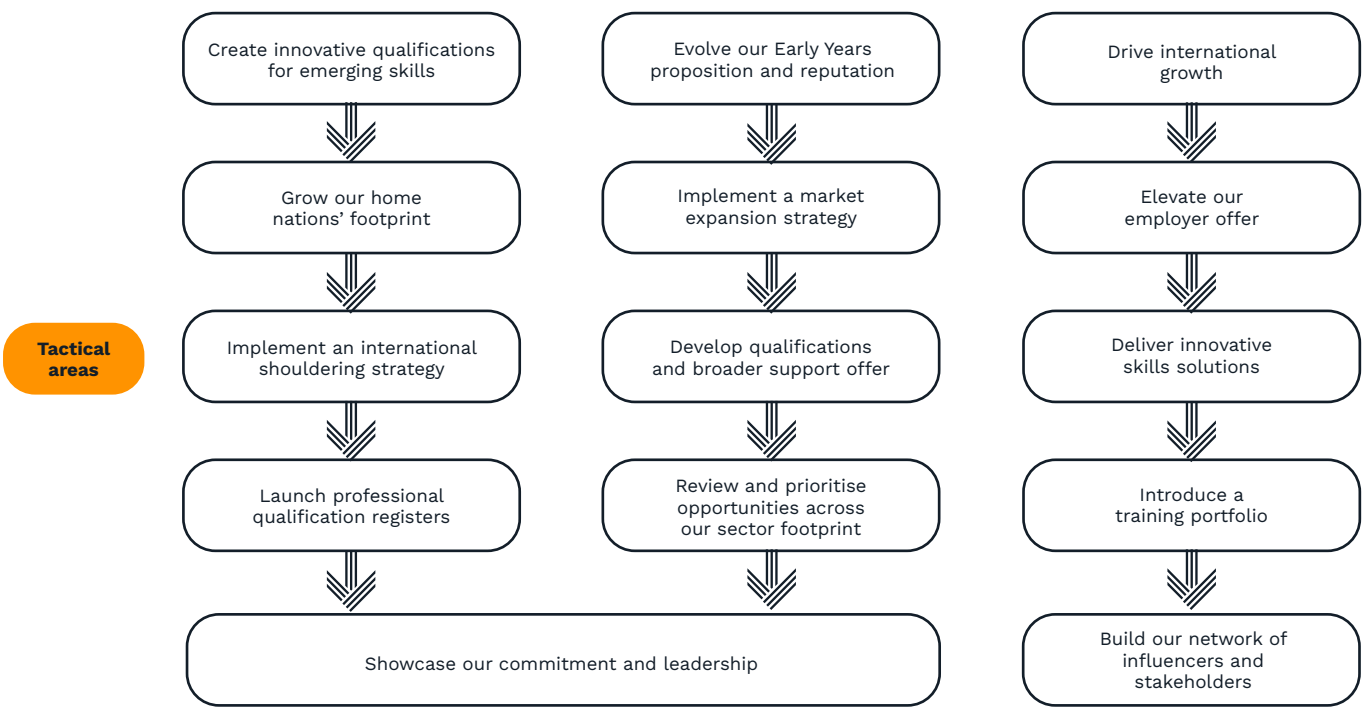 Create innovative qualifications
for emerging skills
Evolve our Early Years
proposition and reputation
Drive international
growth
Grow our home
nations’ footprint
Implement a market
expansion strategy
Elevate our
employer offer
Tactical
areas
Implement an international
shouldering strategy
Develop qualifications
and broader support offer
Deliver innovative
skills solutions
Launch professional
qualification registers
Review and prioritise
opportunities across
our sector footprint
Introduce a
training portfolio
Showcase our commitment and leadership
Build our network of
influencers and
stakeholders